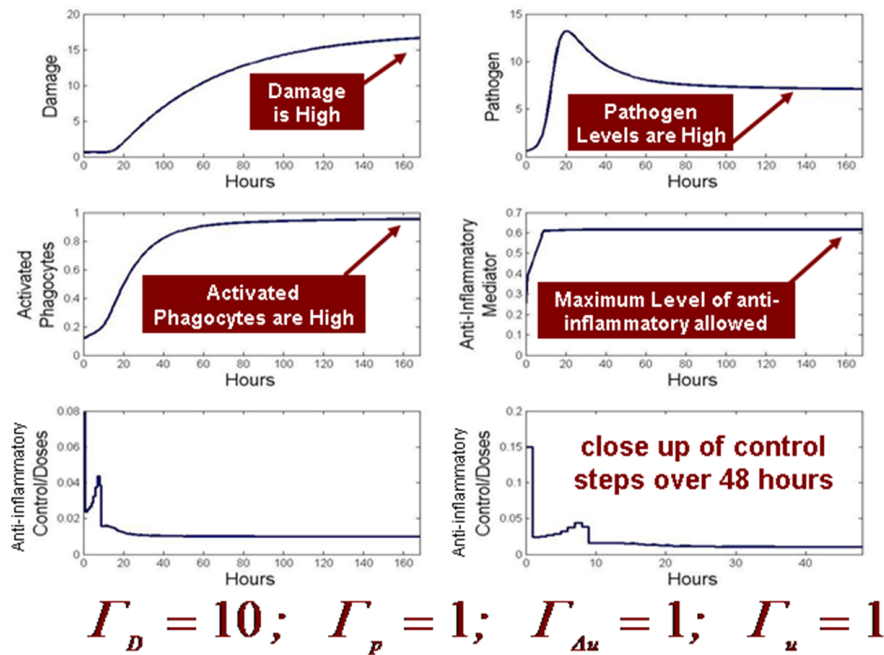 20
15
10
5
0
Damage
Damage
is High
0 20 40 60 80 100 120 140 160
Hours
15
10
5
0
Pathogen
Pathogen
Levels are High
0 20 40 60 80 100 120 140 160
Hours
1
0.8
0.6
0.4
0.2
0
Activated
Phagocytes
Activated
Phagocytes are High
0 20 40 60 80 100 120 140 160
Hours
0.7
0.6
0.5
0.4
0.3
0.2
0.1
0
Anti-Inflammatory
Mediator
Maximum Level of anti-
inflammatory allowed
0 20 40 60 80 100 120 140 160
Hours
0.08
0.06
0.04
0.02
0
Anti-inflammatory
Control/Doses
0 20 40 60 80 100 120 140 160
Hours
0.2
0.15
0.1
0.05
0
Anti-inflammatory
Control/Doses
close up of control
steps over 48 hours
0 10 20 30 40
Hours
Γ_D = 10 ; Γ_p = 1; Γ_Δu = 1; Γ_u = 1